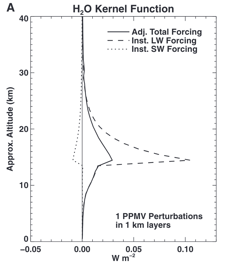 A
H₂O Kernel Function
40
Adj. Total Forcing
Inst. LW Forcing
Inst. SW Forcing
30
Approx. Altitude (km)
20
10
1 PPMV Perturbations
in 1 km layers
0
-0.05 0.00 0.05 0.10
W m⁻²